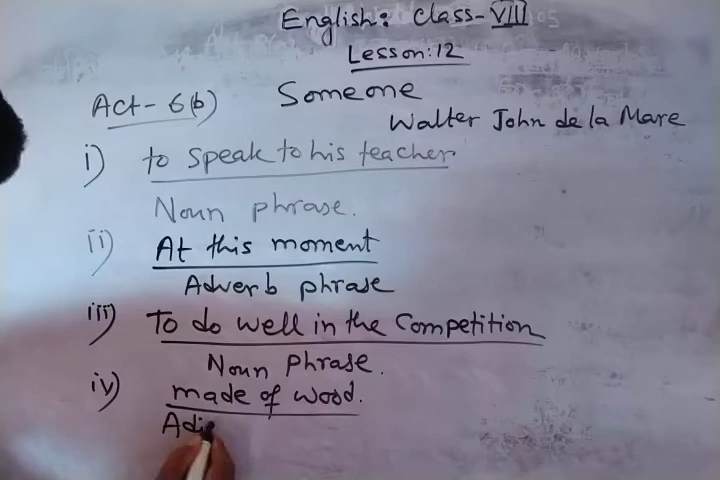 English: Class-VIII
Lesson:12
Act-6(b) Someone
Walter John de la Mare
i) to speak to his teacher.
Noun phrase.
ii) At this moment
Adverb phrase
iii) To do well in the Competition
Noun Phrase.
iv) made of wood.
Adj